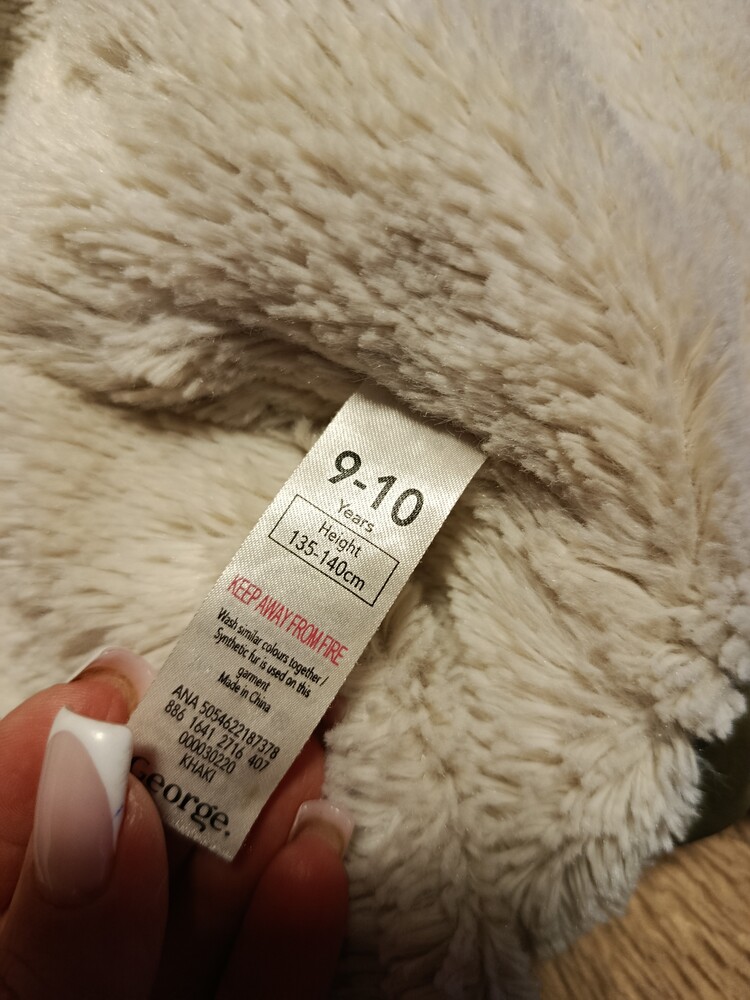 9-10
Years
Height
135-140cm
KEEP AWAY FROM FIRE
Wash similar colours together /
Synthetic fur is used on this
garment
Made in China
ANA 5054622187378
886 1641 2716 407
000030220
KHAKI
George.